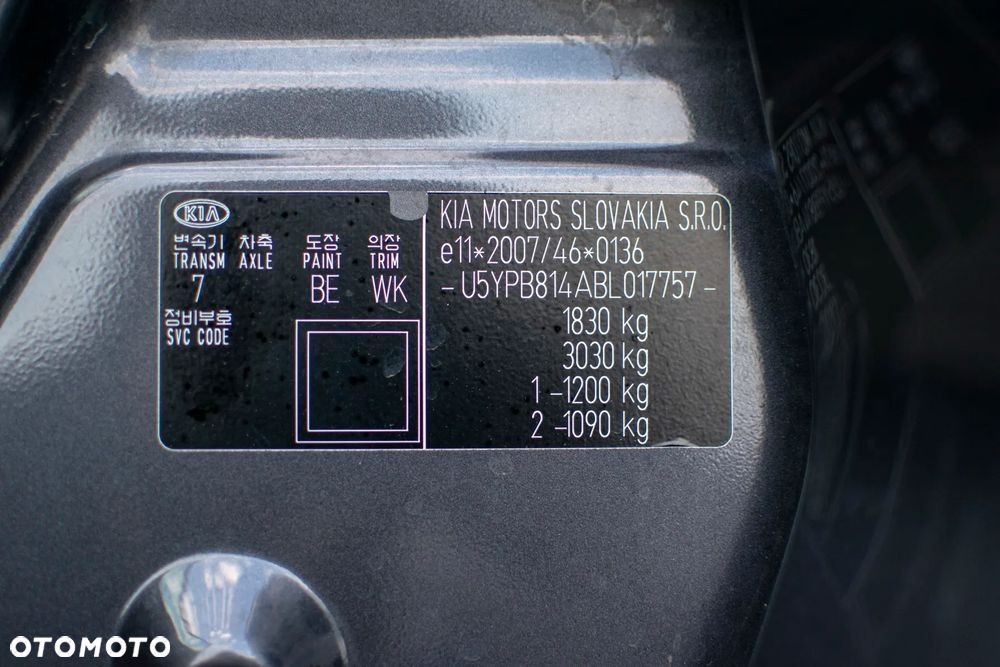 KIA
변속기 차축 도장 의장
TRANSM AXLE PAINT TRIM
7 BE WK
정비부호
SVC CODE
KIA MOTORS SLOVAKIA S.R.O.
e11*2007/46*0136
- U5YPB814ABL017757 -
1830 kg
3030 kg
1 -1200 kg
2 -1090 kg
OTOMOTO